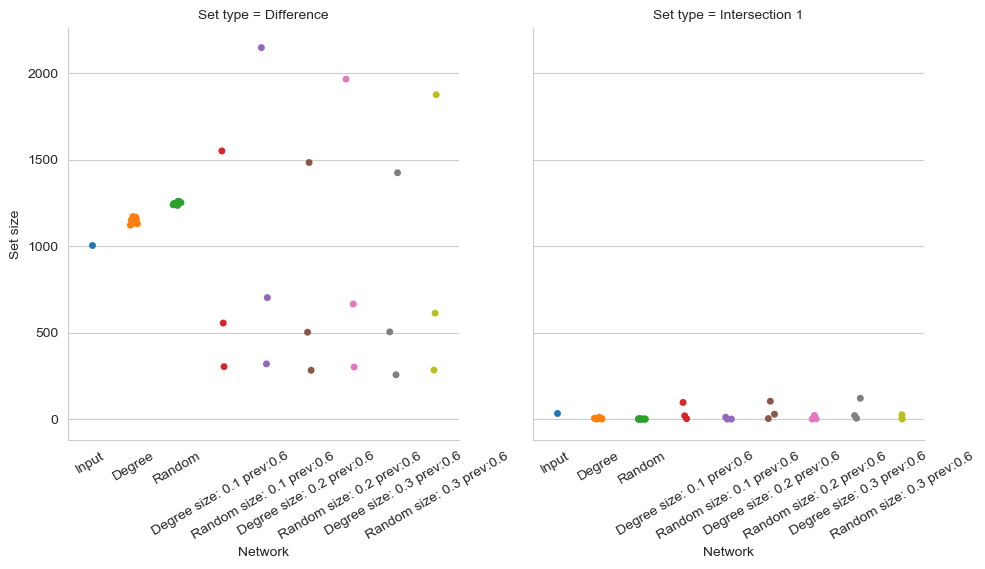 Set type = Difference
Set type = Intersection 1
Set size
2000
1500
1000
500
0
Input
Degree
Random
Degree size: 0.1 prev:0.6
Random size: 0.1 prev:0.6
Degree size: 0.2 prev:0.6
Random size: 0.2 prev:0.6
Degree size: 0.3 prev:0.6
Random size: 0.3 prev:0.6
Network
Input
Degree
Random
Degree size: 0.1 prev:0.6
Random size: 0.1 prev:0.6
Degree size: 0.2 prev:0.6
Random size: 0.2 prev:0.6
Degree size: 0.3 prev:0.6
Random size: 0.3 prev:0.6
Network